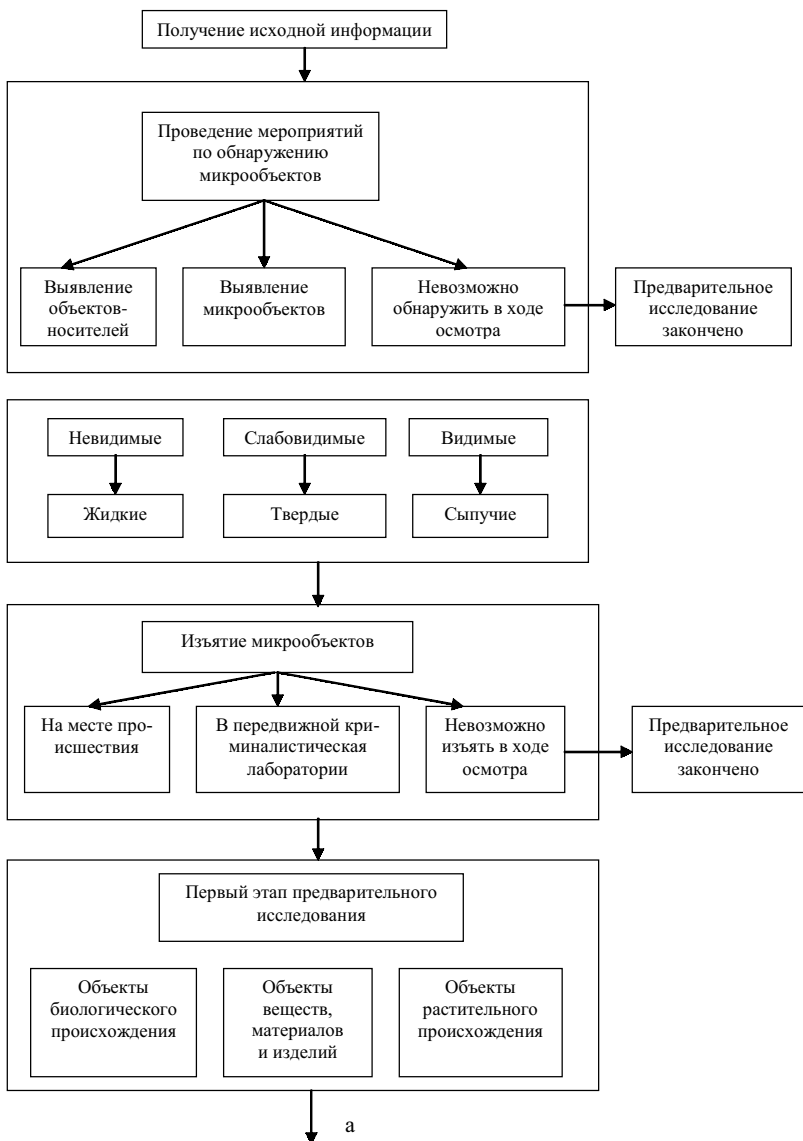 Получение исходной информации
Проведение мероприятий
по обнаружению
микрообъектов
Выявление
объектов-
носителей
Выявление
микрообъектов
Невозможно
обнаружить в ходе
осмотра
Предварительное
исследование
закончено
Невидимые
Слабовидимые
Видимые
Жидкие
Твердые
Сыпучие
Изъятие микрообъектов
На месте про-
исшествия
В передвижной кри-
миналистическая
лаборатории
Невозможно
изъять в ходе
осмотра
Предварительное
исследование
закончено
Первый этап предварительного
исследования
Объекты
биологического
происхождения
Объекты
веществ,
материалов
и изделий
Объекты
растительного
происхождения
а